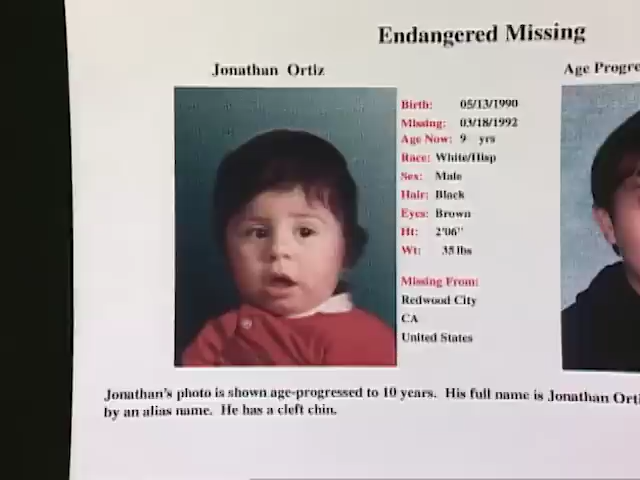 Endangered Missing
Jonathan Ortiz
Age Progre
Birth: 05/13/1990
Missing: 03/18/1992
Age Now: 9 yrs
Race: White/Hisp
Sex: Male
Hair: Black
Eyes: Brown
Ht: 2'06"
Wt: 35 lbs
Missing From:
Redwood City
CA
United States
Jonathan's photo is shown age-progressed to 10 years. His full name is Jonathan Orti
by an alias name. He has a cleft chin.